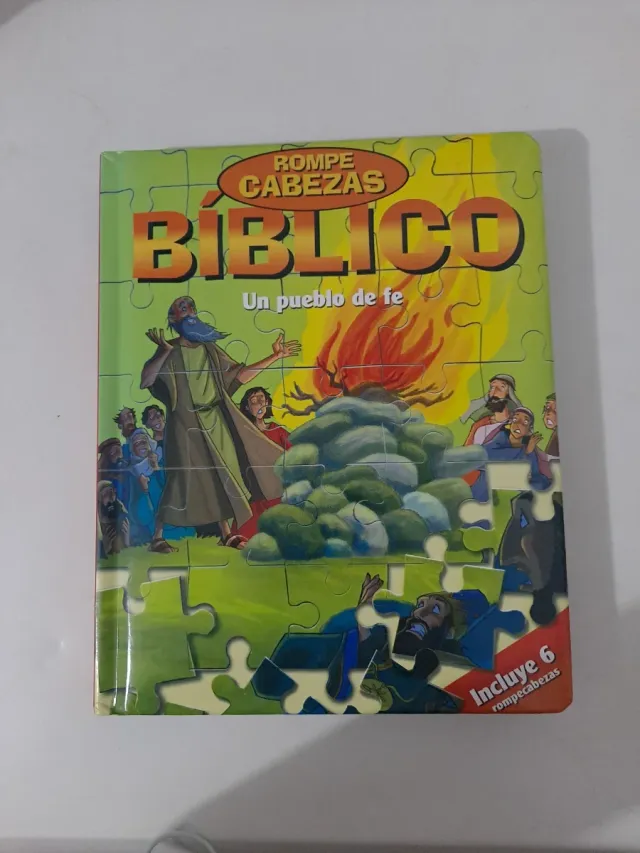 ROMPE
CABEZAS
BÍBLICO
Un pueblo de fe
Incluye 6
rompecabezas